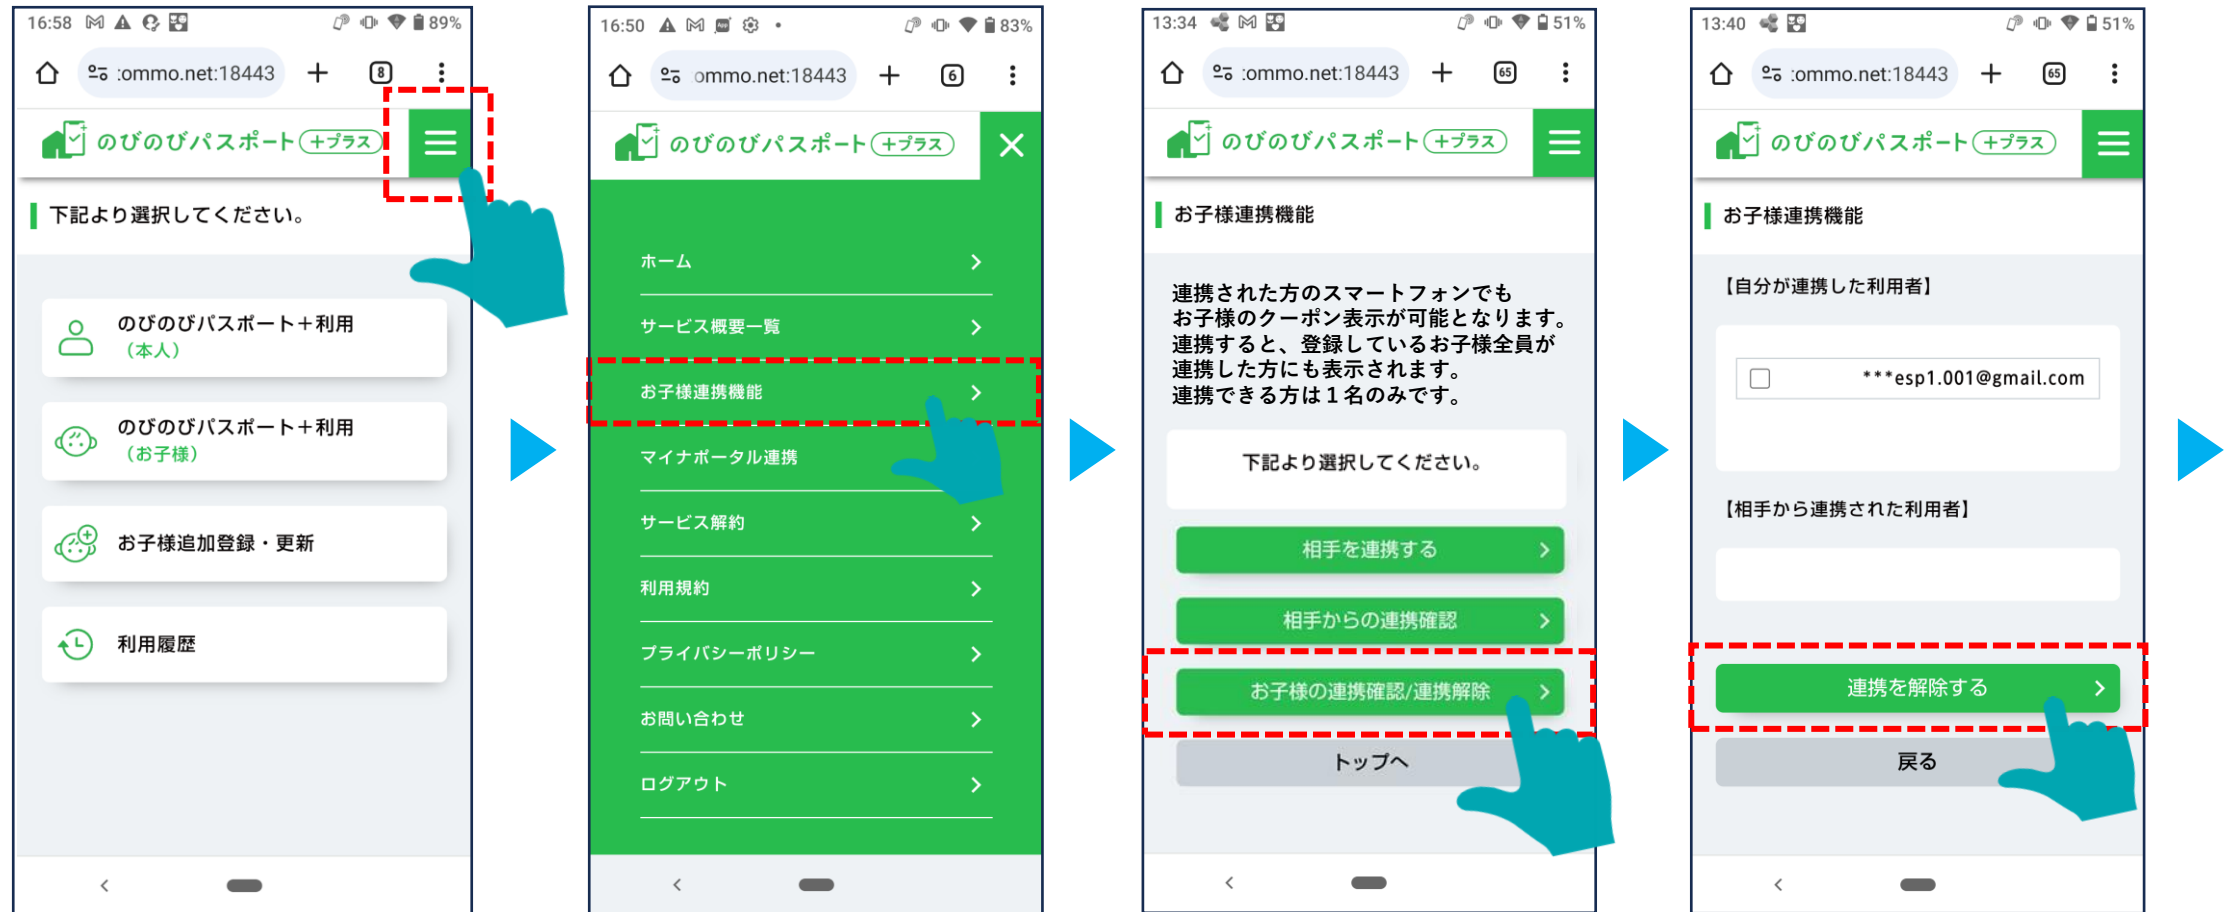 16:58
89%
:ommo.net:18443
8
のびのびパスポート
+プラス
下記より選択してください。
のびのびパスポート+利用
（本人）
のびのびパスポート+利用
（お子様）
お子様追加登録・更新
利用履歴
16:50
83%
ommo.net:18443
6
のびのびパスポート
+プラス
ホーム
サービス概要一覧
お子様連携機能
マイナポータル連携
サービス解約
利用規約
プライバシーポリシー
お問い合わせ
ログアウト
13:34
51%
:ommo.net:18443
65
のびのびパスポート
+プラス
お子様連携機能
連携された方のスマートフォンでも
お子様のクーポン表示が可能となります。
連携すると、登録しているお子様全員が
連携した方にも表示されます。
連携できる方は１名のみです。
下記より選択してください。
相手を連携する
相手からの連携確認
お子様の連携確認/連携解除
トップへ
13:40
51%
:ommo.net:18443
65
のびのびパスポート
+プラス
お子様連携機能
【自分が連携した利用者】
***esp1.001@gmail.com
【相手から連携された利用者】
連携を解除する
戻る